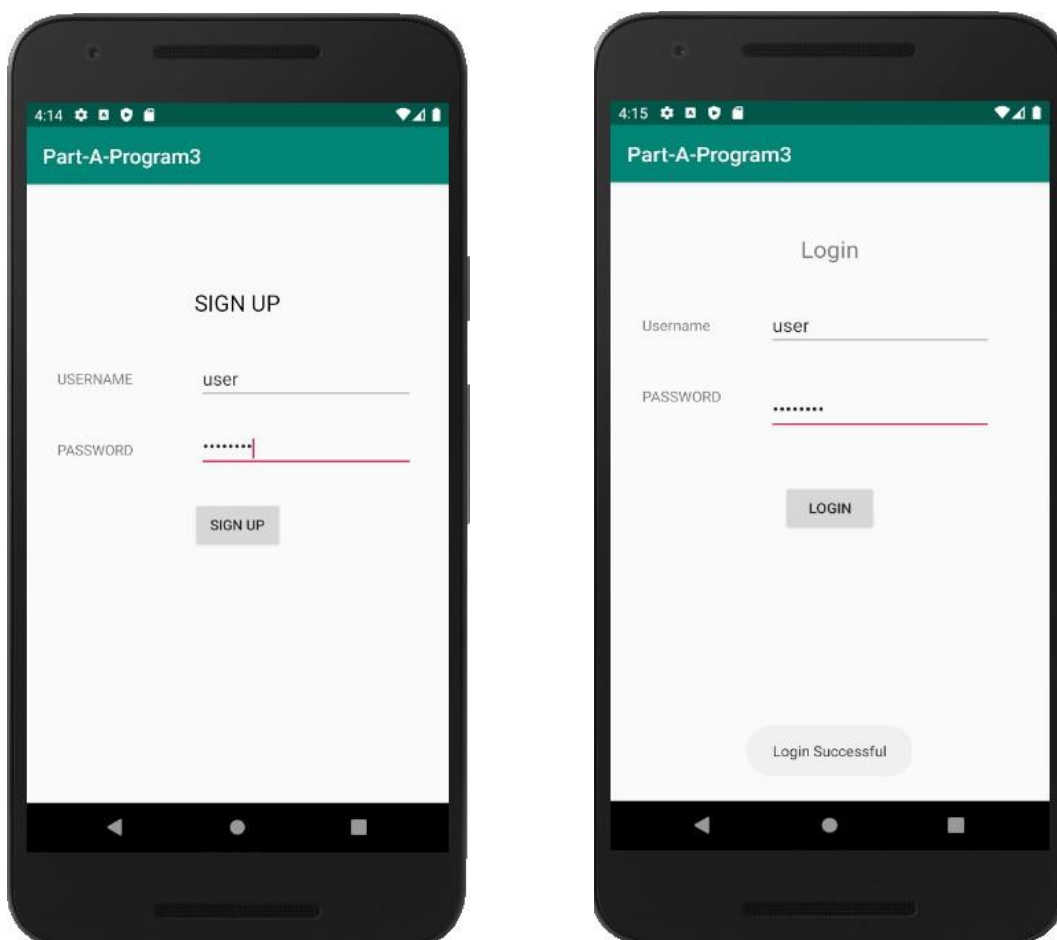 4:14
Part-A-Program3
SIGN UP
USERNAME user
PASSWORD ••••••••
SIGN UP
4:15
Part-A-Program3
Login
Username user
PASSWORD ••••••••
LOGIN
Login Successful